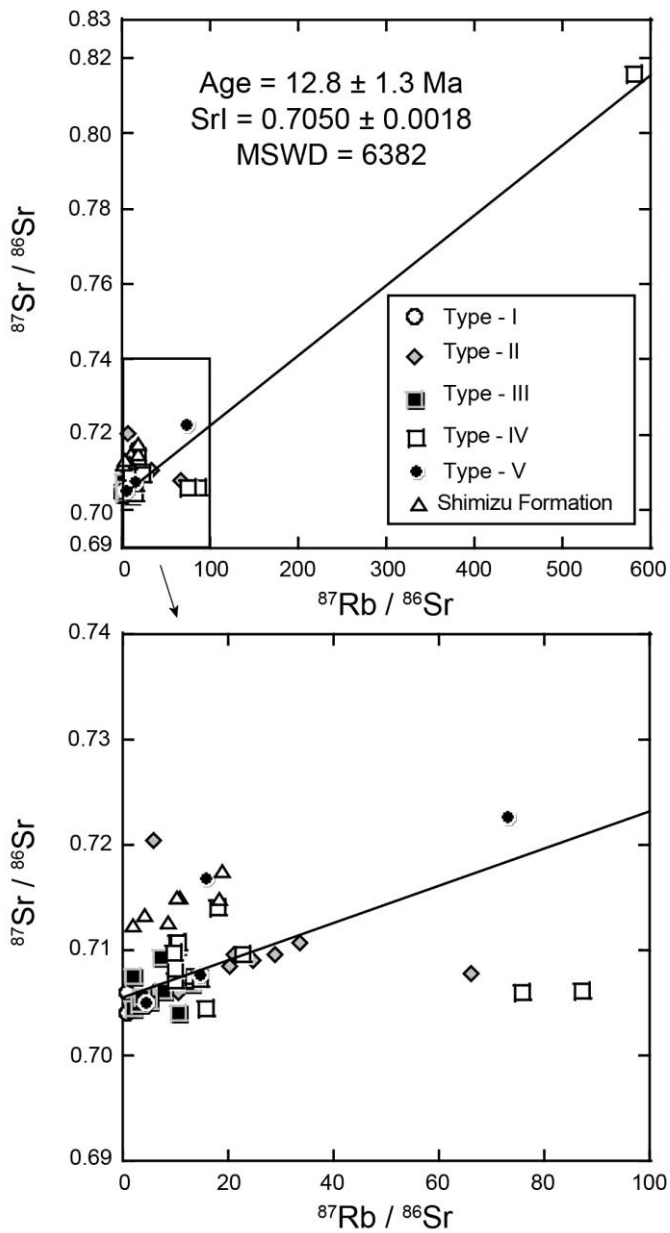 0.83
0.82
0.80
0.78
0.76
0.74
0.72
0.70
0.69
⁸⁷Sr / ⁸⁶Sr
Age = 12.8 ± 1.3 Ma
SrI = 0.7050 ± 0.0018
MSWD = 6382
Type - I
Type - II
Type - III
Type - IV
Type - V
Shimizu Formation
0 100 200 300 400 500 600
⁸⁷Rb / ⁸⁶Sr
0.74
0.73
0.72
0.71
0.70
0.69
⁸⁷Sr / ⁸⁶Sr
0 20 40 60 80 100
⁸⁷Rb / ⁸⁶Sr